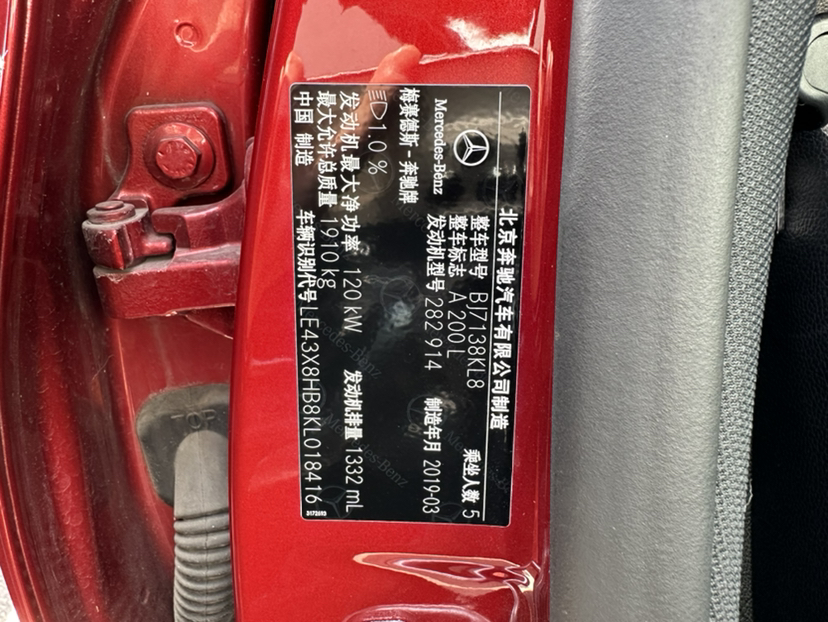 北京奔驰汽车有限公司制造
Mercedes-Benz
整车型号 BJ7138KL8 乘坐人数 5
整车标志 A 200 L
梅赛德斯-奔驰牌 发动机型号 282 914 制造年月 2019-03
1.0 %
发动机最大净功率 120 kW 发动机排量 1332 mL
最大允许总质量 1910 kg
中国 制造 车辆识别代号 LE43X8HB8KL018416
TOP